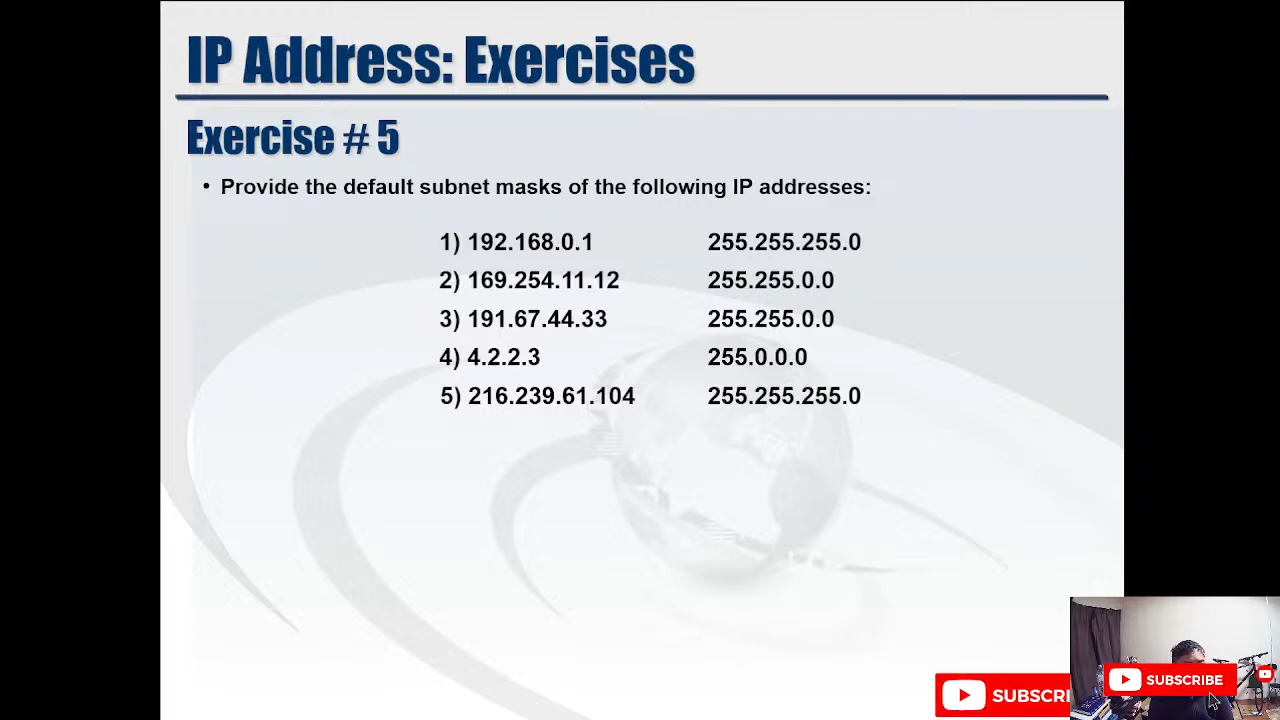 IP Address: Exercises
Exercise # 5
• Provide the default subnet masks of the following IP addresses:
1) 192.168.0.1 255.255.255.0
2) 169.254.11.12 255.255.0.0
3) 191.67.44.33 255.255.0.0
4) 4.2.2.3 255.0.0.0
5) 216.239.61.104 255.255.255.0
SUBSCRIBE
SUBSCRI